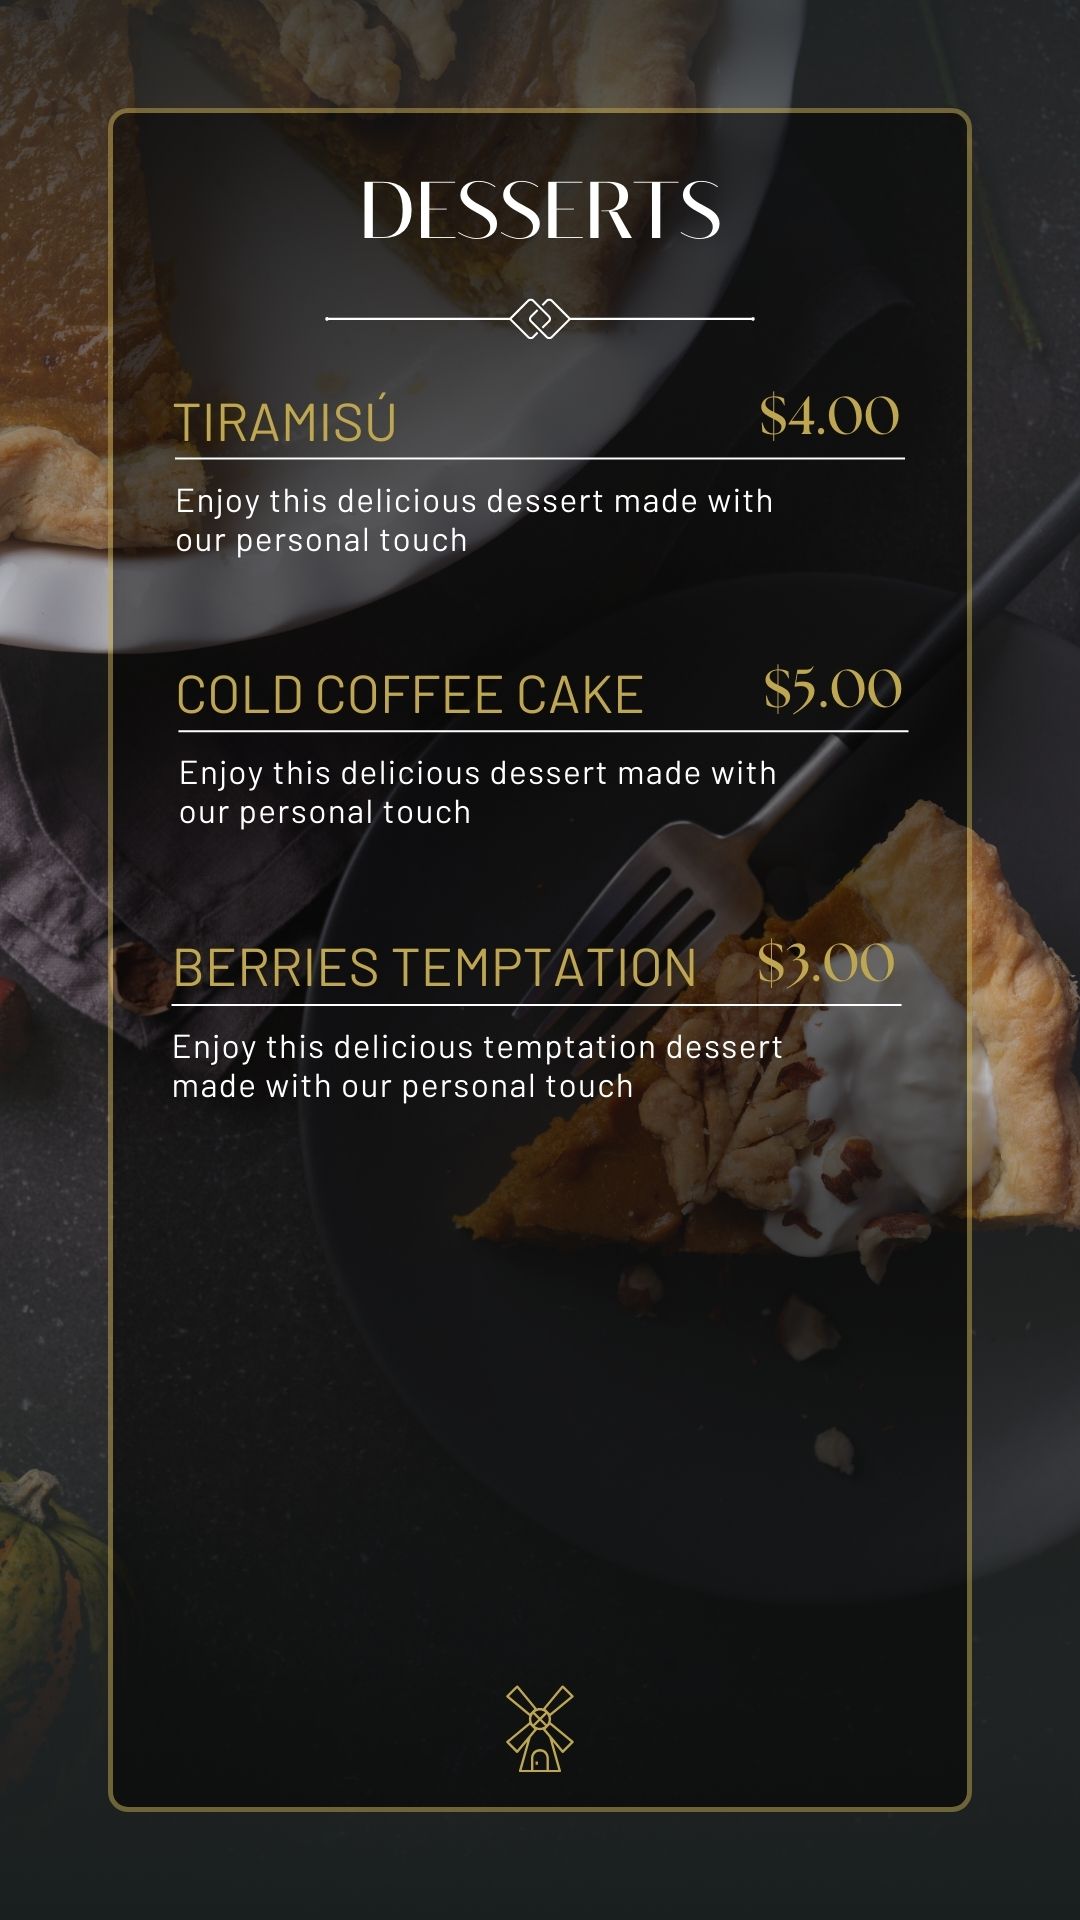 DESSERTS
TIRAMISÚ $4.00
Enjoy this delicious dessert made with
our personal touch
COLD COFFEE CAKE $5.00
Enjoy this delicious dessert made with
our personal touch
BERRIES TEMPTATION $3.00
Enjoy this delicious temptation dessert
made with our personal touch